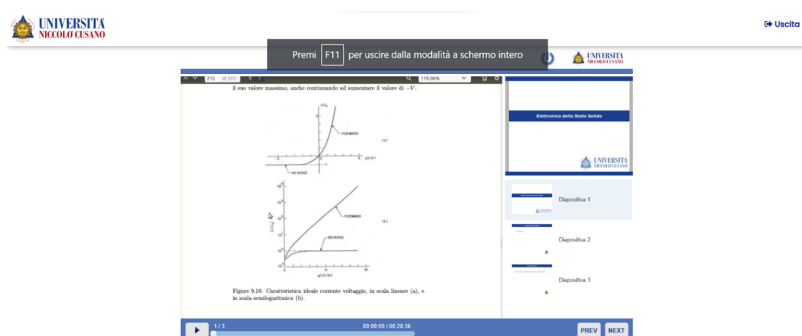 UNIVERSITÀ
NICCOLÒ CUSANO
Uscita
Premi F11 per uscire dalla modalità a schermo intero
UNIVERSITÀ
NICCOLÒ CUSANO
215 di 317
119,06%
il suo valore massimo, anche continuando ad aumentare il valore di −V.
FORWARD
(a)
REVERSE
FORWARD
(b)
REVERSE
Figure 9.16: Caratteristica ideale corrente voltaggio, in scala lineare (a), e
in scala semilogaritmica (b).
Elettronica dello Stato Solido
UNIVERSITÀ
NICCOLÒ CUSANO
Diapositiva 1
Diapositiva 2
Diapositiva 3
1 / 3
00:00:00 / 00:28:36
PREV NEXT